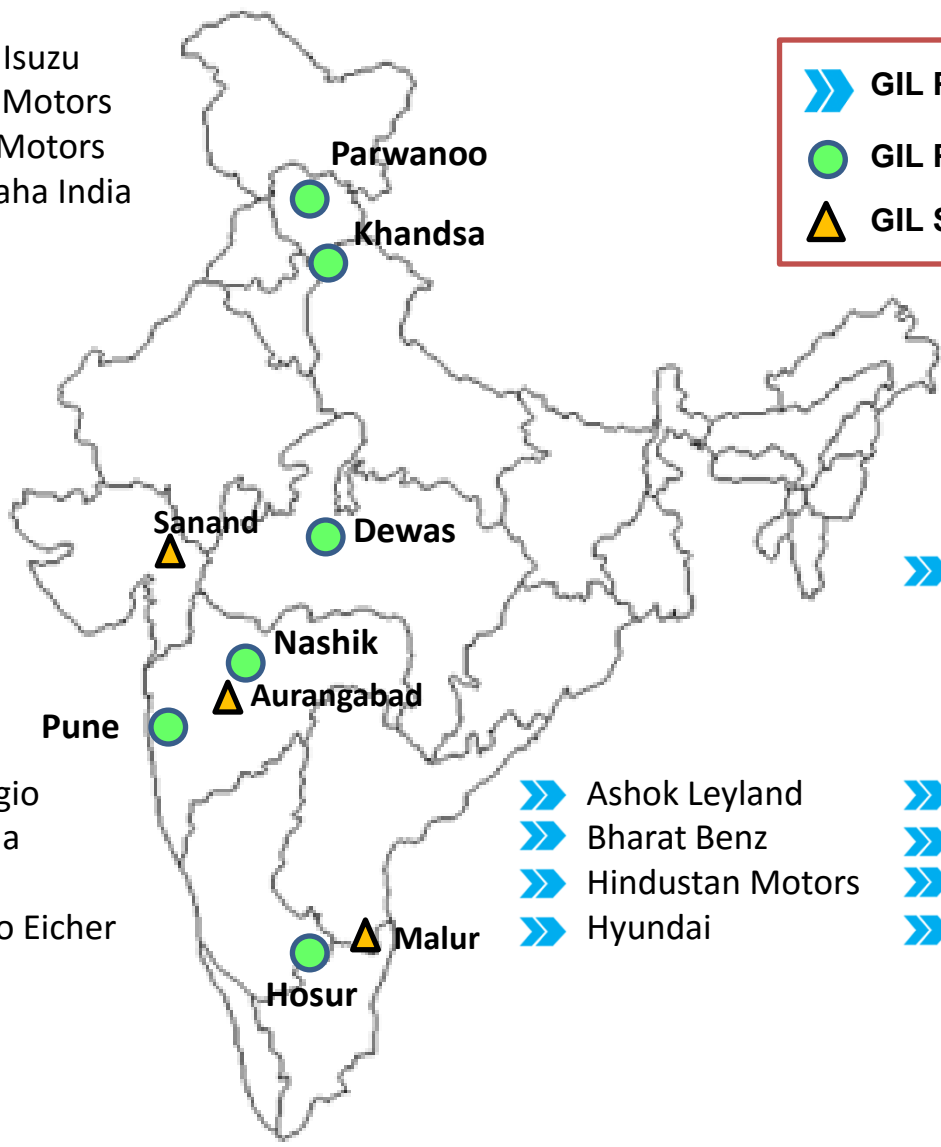 Isuzu
Motors
Motors
aha India
GIL
GIL
GIL
Parwanoo
Khandsa
Sanand
Dewas
Nashik
Aurangabad
Pune
gio
a
o Eicher
Ashok Leyland
Bharat Benz
Hindustan Motors
Hyundai
Malur
Hosur